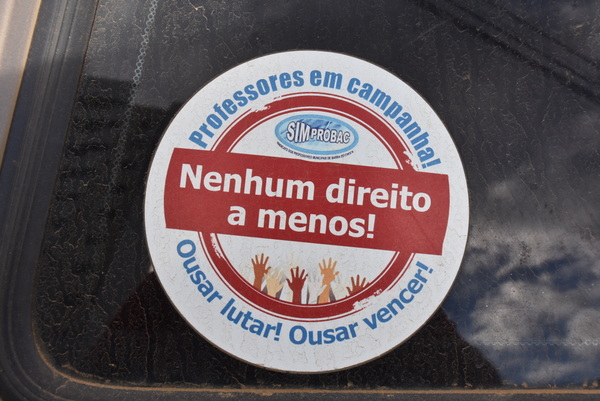 Professores em campanha!
SIMPROBAC
Nenhum direito
a menos!
Ousar lutar! Ousar vencer!